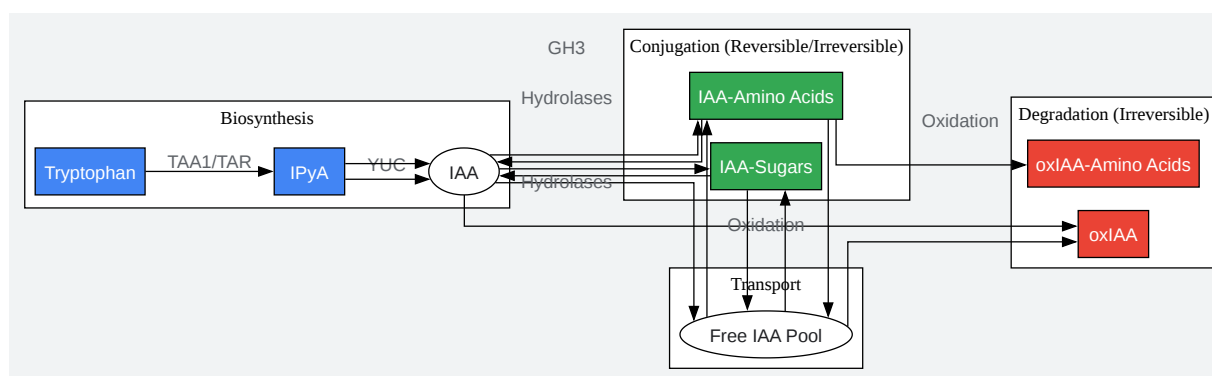 GH3
Conjugation (Reversible/Irreversible)
Hydrolases
IAA-Amino Acids
Biosynthesis
Oxidation
Degradation (Irreversible)
Tryptophan
TAA1/TAR
IPyA
YUC
IAA
Hydrolases
IAA-Sugars
oxIAA-Amino Acids
Oxidation
oxIAA
Transport
Free IAA Pool